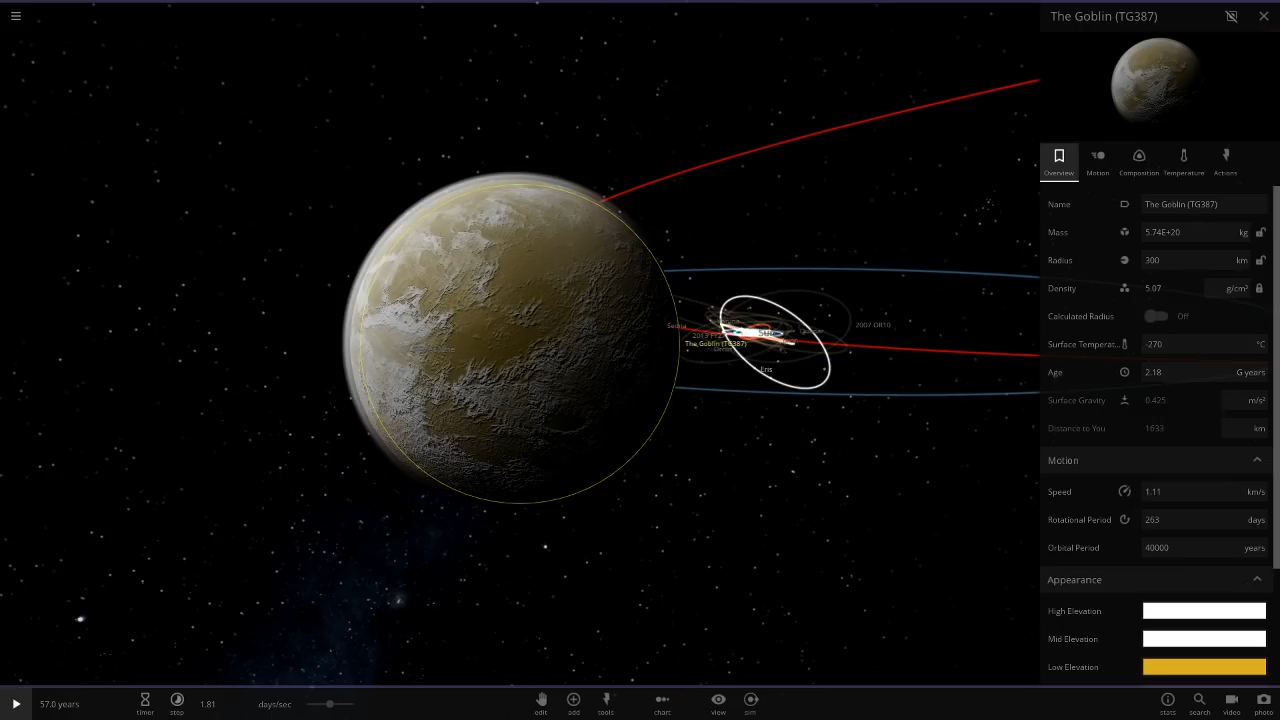 The Goblin (TG387)
Overview Motion Composition Temperature Actions
Name The Goblin (TG387)
Mass 5.74E+20 kg
Radius 300 km
Density 5.07 g/cm³
Calculated Radius Off
Surface Temperat... -270 °C
Age 2.18 G years
Surface Gravity 0.425 m/s²
Distance to You 1633 km
Motion
Speed 1.11 km/s
Rotational Period 263 days
Orbital Period 40000 years
Appearance
High Elevation
Mid Elevation
Low Elevation
Sedna
2007 OR10
The Goblin (TG387)
Eris
57.0 years timer step 1.81 days/sec edit add tools chart view sim stats search video photo